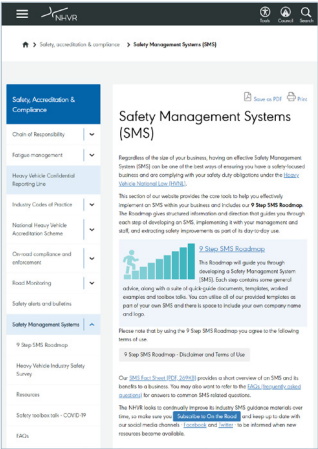 NHVR
Tools Council Search
Safety, accreditation & compliance > Safety Management Systems (SMS)
Safety, Accreditation &
Compliance
Chain of Responsibility
Fatigue management
Heavy Vehicle Confidential
Reporting Line
Industry Codes of Practice
National Heavy Vehicle
Accreditation Scheme
On-road compliance and
enforcement
Road Monitoring
Safety alerts and bulletins
Safety Management Systems
9 Step SMS Roadmap
Heavy Vehicle Industry Safety
Survey
Resources
Safety toolbox talk - COVID-19
FAQs
Save as PDF Print
Safety Management Systems
(SMS)
Regardless of the size of your business, having an effective Safety Management
System (SMS) can be one of the best ways of ensuring you have a safety-focused
business and are complying with your safety duty obligations under the Heavy
Vehicle National Law (HVNL).
This section of our website provides the core tools to help you effectively
implement an SMS within your business and includes our 9 Step SMS Roadmap.
The Roadmap gives structured information and direction that guides you through
each step of developing an SMS, implementing it with your management and
staff, and extracting safety improvements as part of its day-to-day use.
9 Step SMS Roadmap
This Roadmap will guide you through
developing a Safety Management System
(SMS). Each step contains some general
advice, along with a suite of quick guide documents, templates, worked
examples and toolbox talks. You can utilise all of our provided templates as
part of your own SMS and there is space to include your own company name
and logo.
Please note that by using the 9 Step SMS Roadmap you agree to the following
terms of use:
9 Step SMS Roadmap - Disclaimer and Terms of Use
Our SMS Fact Sheet (PDF, 269KB) provides a short overview of an SMS and its
benefits to a business. You may also want to refer to the FAQs (frequently asked
questions) for answers to common SMS-related questions.
The NHVR looks to continually improve its industry SMS guidance materials over
time, so make sure you Subscribe to On the Road and keep up to date with
our social media channels - Facebook and Twitter - to be informed when new
resources become available.